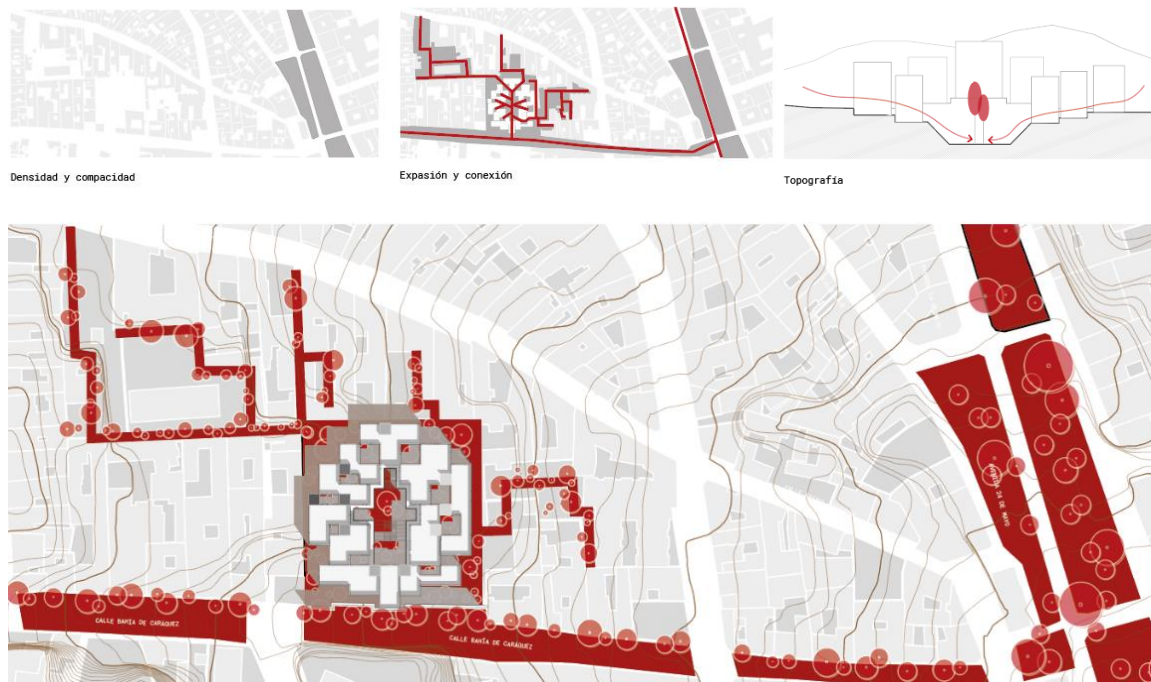 Densidad y compacidad
Expasión y conexión
Topografía
AVENIDA 24 DE MAYO
CALLE BAHÍA DE CARÁQUEZ
CALLE BAHÍA DE CARÁQUEZ